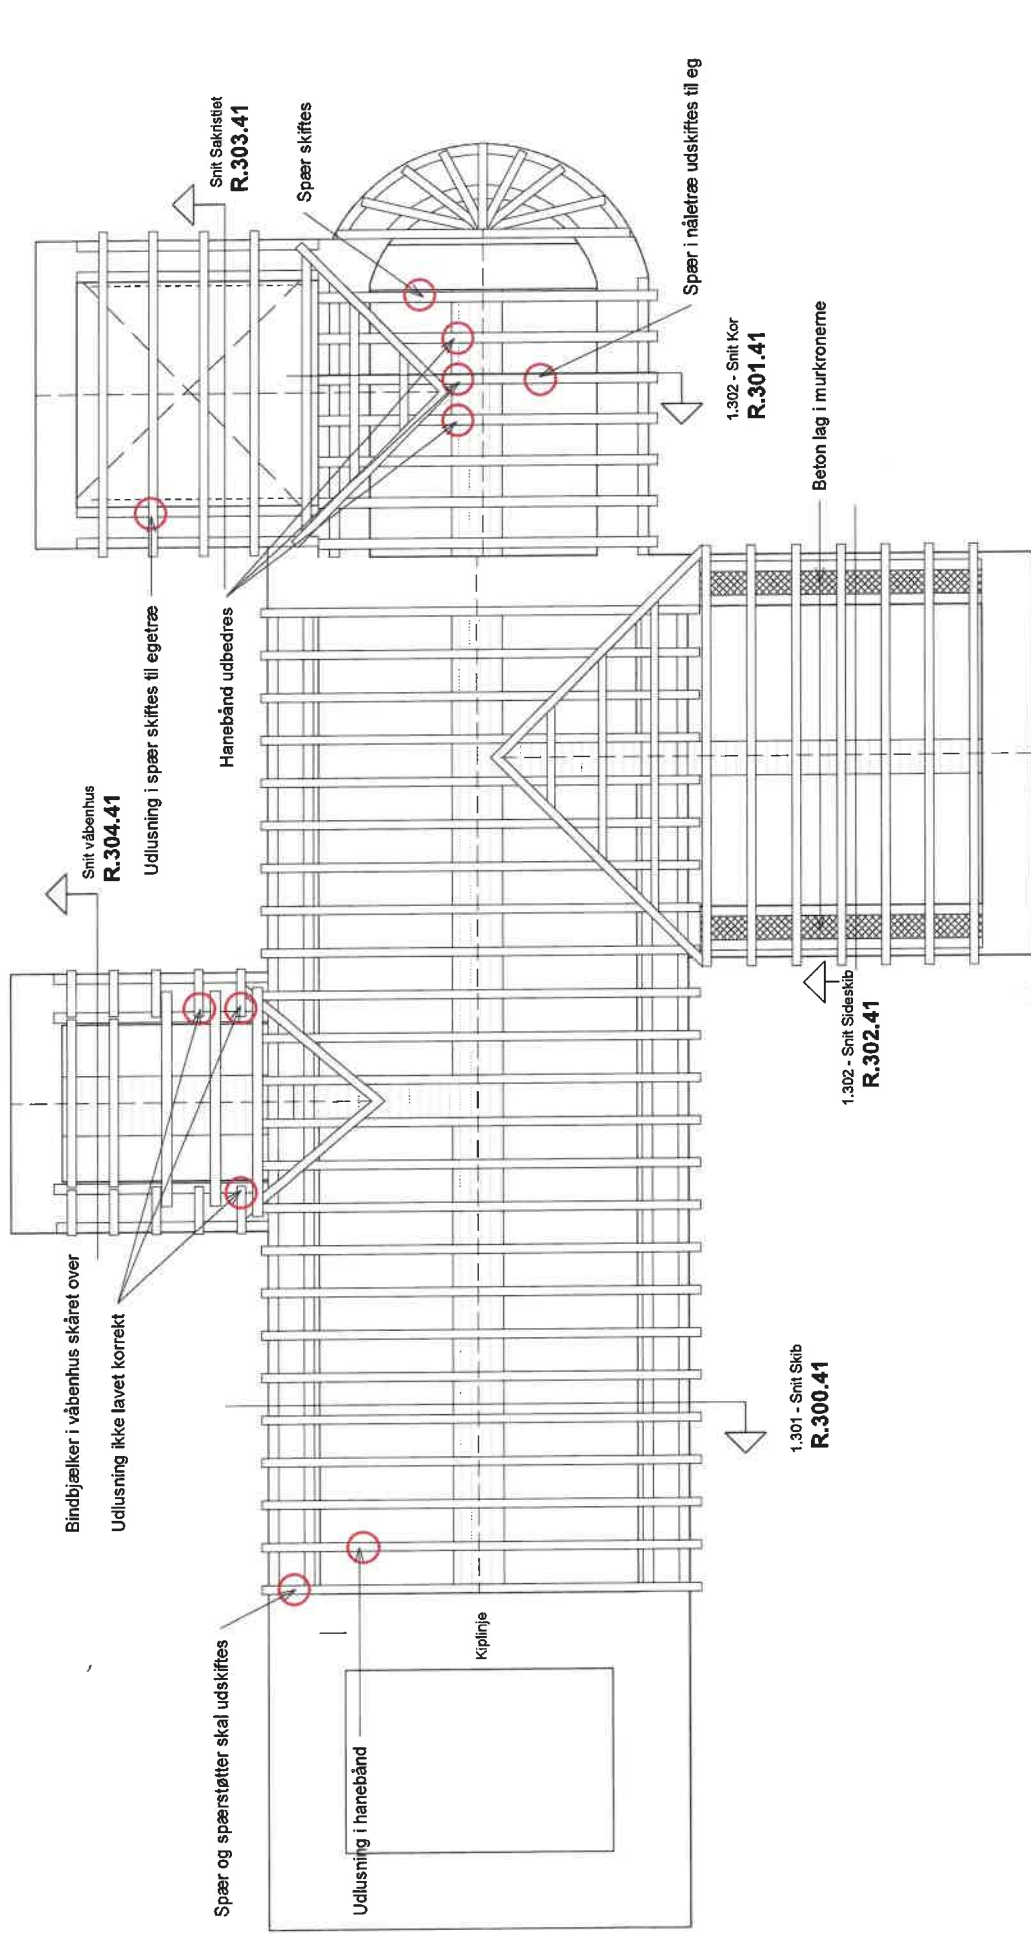 Bindbjælker i våbenhus skåret over
Udlusning ikke lavet korrekt
Snit våbenhus
R.304.41
Udlusning i spær skiftes til egetræ
Hanebånd udbedres
Snit Sakristiet
R.303.41
Spær skiftes
Spær og spærstøtter skal udskiftes
Udlusning i hanebånd
Kiplinje
Spær i nåletræ udskiftes til eg
1.302 - Snit Kor
R.301.41
Beton lag i murkronerne
1.301 - Snit Skib
R.300.41
1.302 - Snit Sideskib
R.302.41